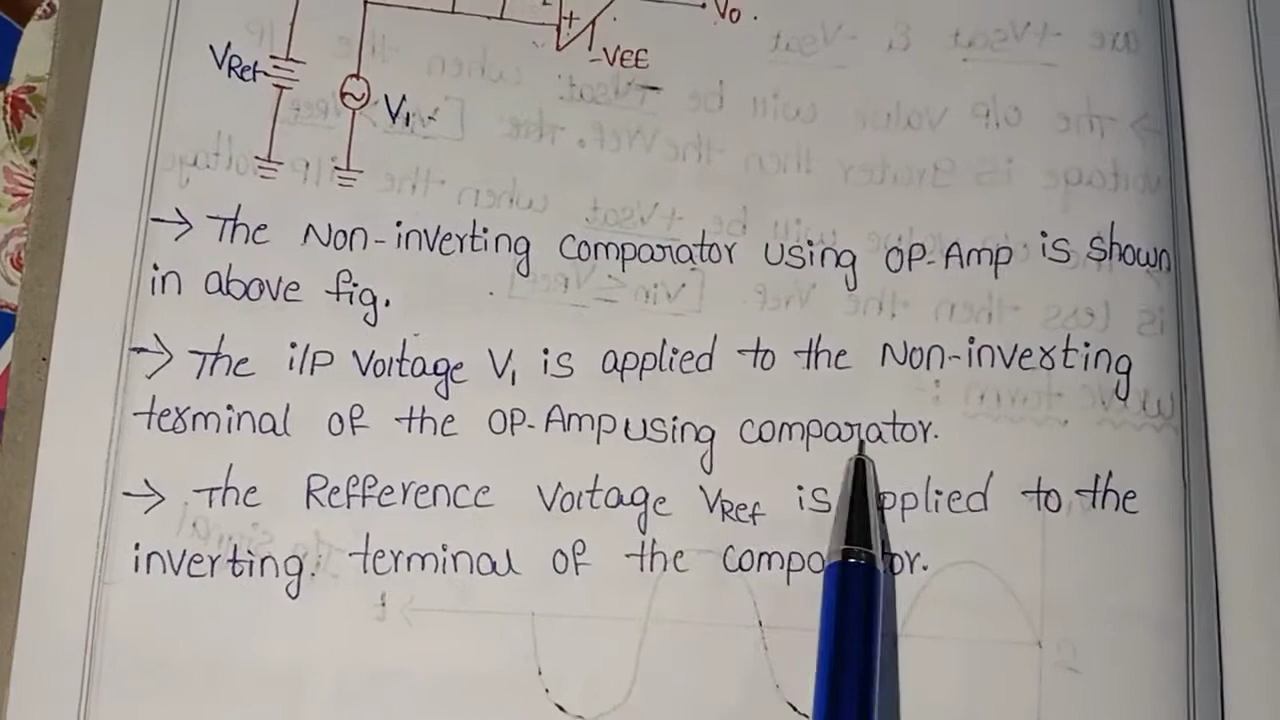 Vo.
+
-VEE
VRef
Vi
→ The Non-inverting comparator using OP-Amp is shown
in above fig.
→ The i/P Voltage V₁ is applied to the Non-inverting
terminal of the OP-Amp using comparator.
→ The Refference Voltage VRef is applied to the
inverting. terminal of the